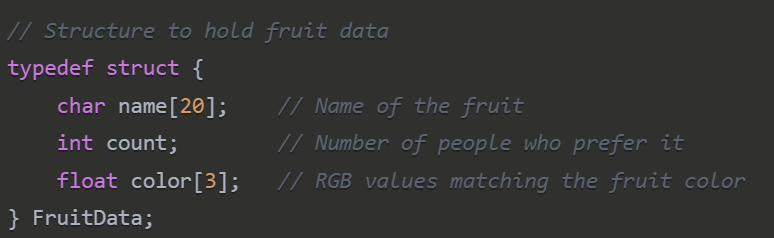 // Structure to hold fruit data
typedef struct {
    char name[20];    // Name of the fruit
    int count;        // Number of people who prefer it
    float color[3];   // RGB values matching the fruit color
} FruitData;